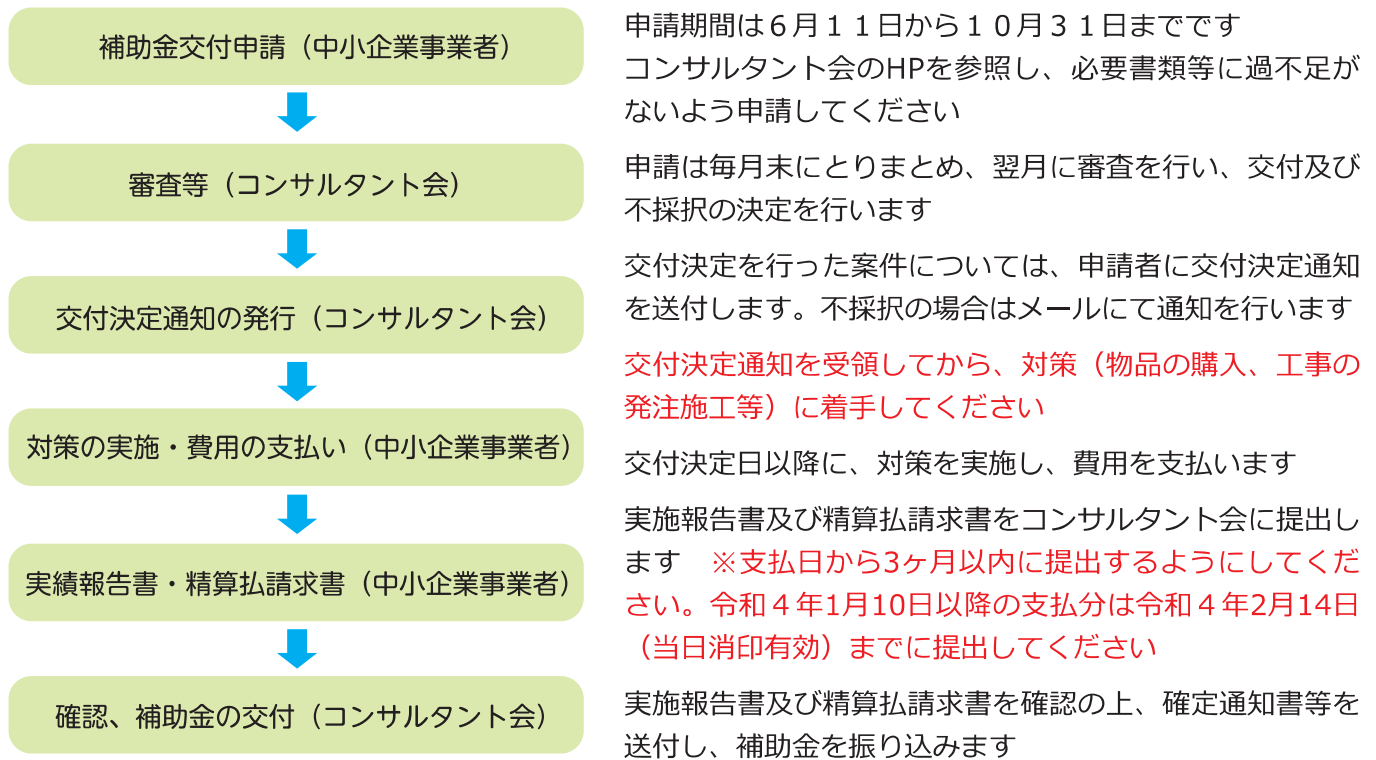 補助金交付申請（中小企業事業者）
申請期間は６月１１日から１０月３１日までです
コンサルタント会のHPを参照し、必要書類等に過不足が
ないよう申請してください
審査等（コンサルタント会）
申請は毎月末にとりまとめ、翌月に審査を行い、交付及び
不採択の決定を行います
交付決定通知の発行（コンサルタント会）
交付決定を行った案件については、申請者に交付決定通知
を送付します。不採択の場合はメールにて通知を行います
交付決定通知を受領してから、対策（物品の購入、工事の
発注施工等）に着手してください
対策の実施・費用の支払い（中小企業事業者）
交付決定日以降に、対策を実施し、費用を支払います
実績報告書・精算払請求書（中小企業事業者）
実施報告書及び精算払請求書をコンサルタント会に提出し
ます　※支払日から3ヶ月以内に提出するようにしてくだ
さい。令和４年1月10日以降の支払分は令和４年2月14日
（当日消印有効）までに提出してください
確認、補助金の交付（コンサルタント会）
実施報告書及び精算払請求書を確認の上、確定通知書等を
送付し、補助金を振り込みます